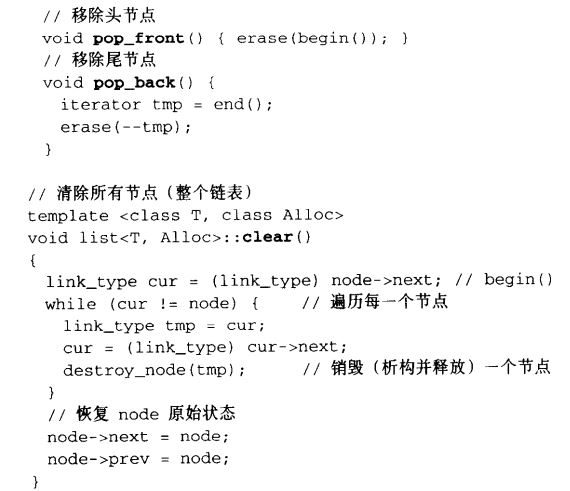 // 移除头节点
void pop_front() { erase(begin()); }
// 移除尾节点
void pop_back() {
iterator tmp = end();
erase(--tmp);
}
// 清除所有节点（整个链表）
template <class T, class Alloc>
void list<T, Alloc>::clear()
{
link_type cur = (link_type) node->next; // begin()
while (cur != node) { // 遍历每一个节点
link_type tmp = cur;
cur = (link_type) cur->next;
destroy_node(tmp); // 销毁（析构并释放）一个节点
}
// 恢复 node 原始状态
node->next = node;
node->prev = node;
}